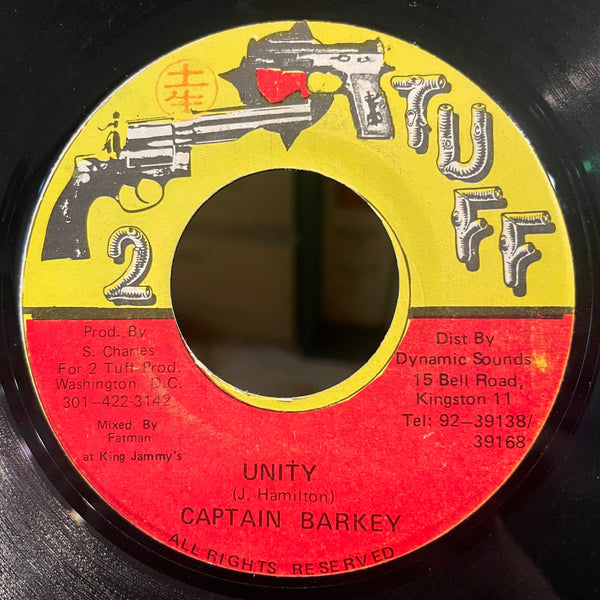 土生
2 TUFF
Prod. By
S. Charles
For 2 Tuff Prod.
Washington D.C.
301-422-3142
Mixed By
Fatman
at King Jammy's
Dist By
Dynamic Sounds
15 Bell Road,
Kingston 11
Tel: 92-39138/
39168
UNITY
(J. Hamilton)
CAPTAIN BARKEY
ALL RIGHTS RESERVED